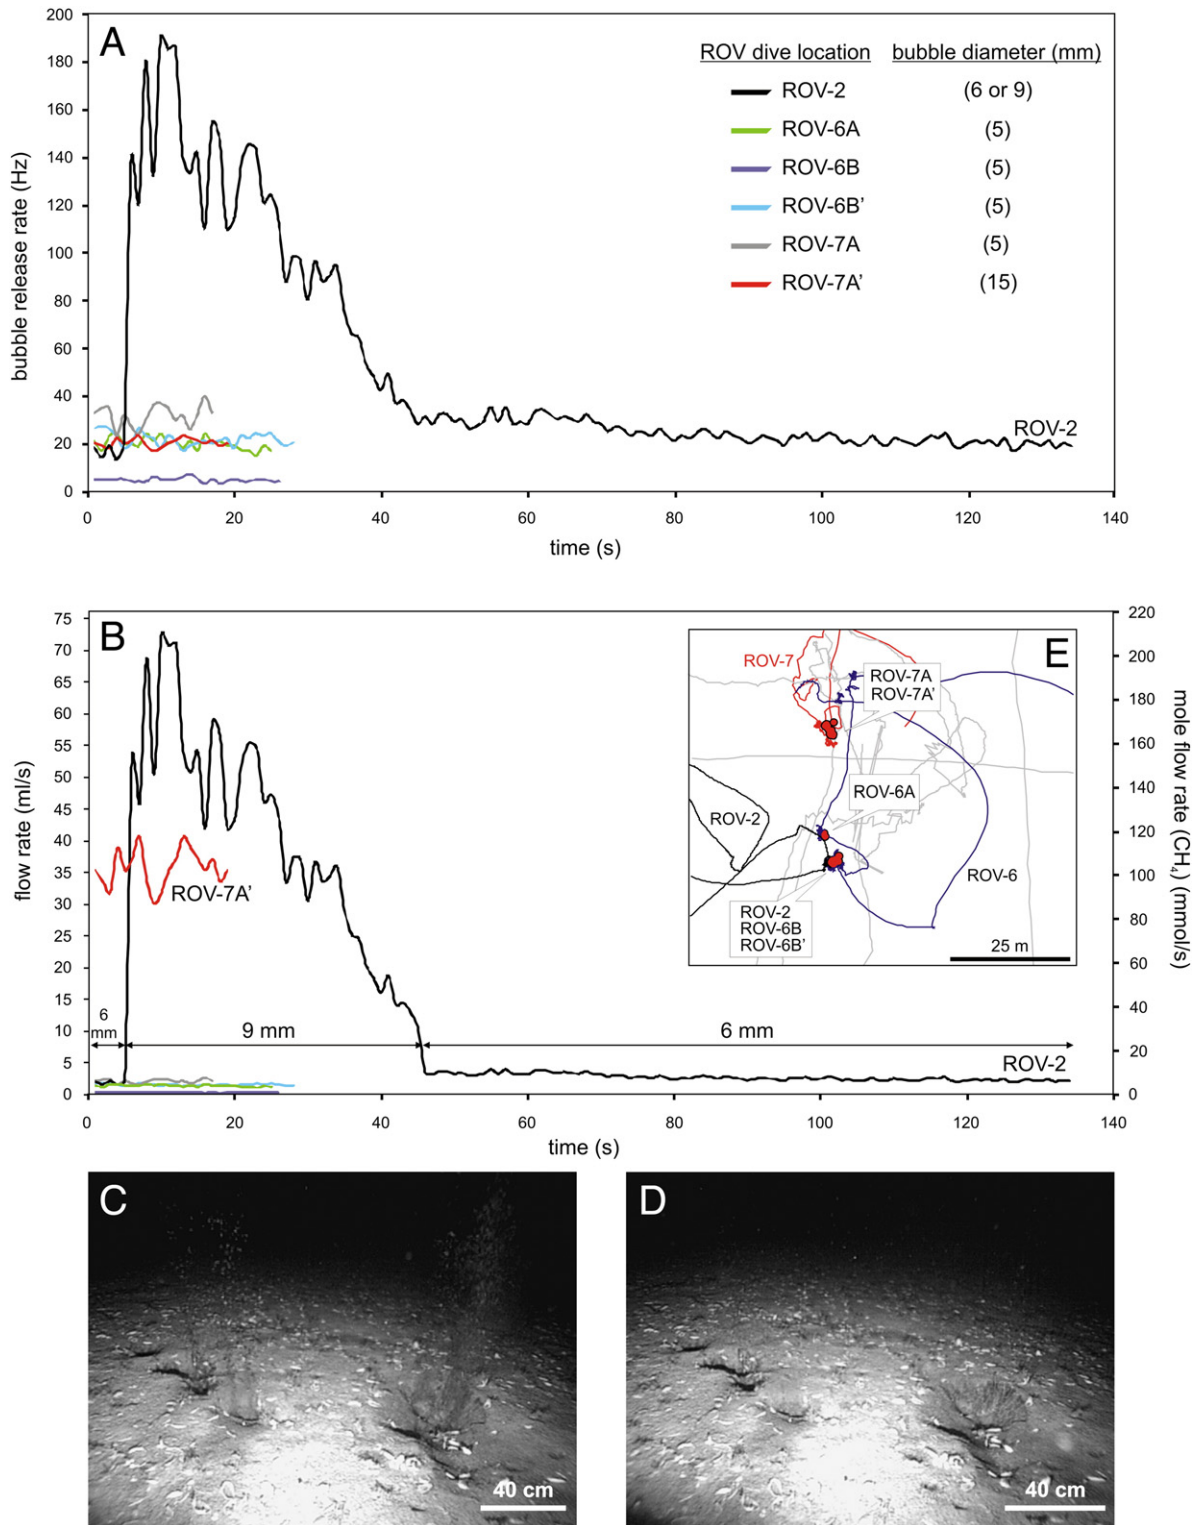 A
ROV dive location bubble diameter (mm)
ROV-2 (6 or 9)
ROV-6A (5)
ROV-6B (5)
ROV-6B' (5)
ROV-7A (5)
ROV-7A' (15)
ROV-2
bubble release rate (Hz)
200
180
160
140
120
100
80
60
40
20
0
0 20 40 60 80 100 120 140
time (s)
B
flow rate (ml/s)
75
70
65
60
55
50
45
40
35
30
25
20
15
10
5
0
ROV-7A'
6
mm
9 mm
6 mm
ROV-2
0 20 40 60 80 100 120 140
time (s)
220
200
180
160
140
120
100
80
60
40
20
0
mole flow rate (CH₄) (mmol/s)
E
ROV-7
ROV-7A
ROV-7A'
ROV-6A
ROV-2
ROV-6
ROV-2
ROV-6B
ROV-6B'
25 m
C
40 cm
D
40 cm